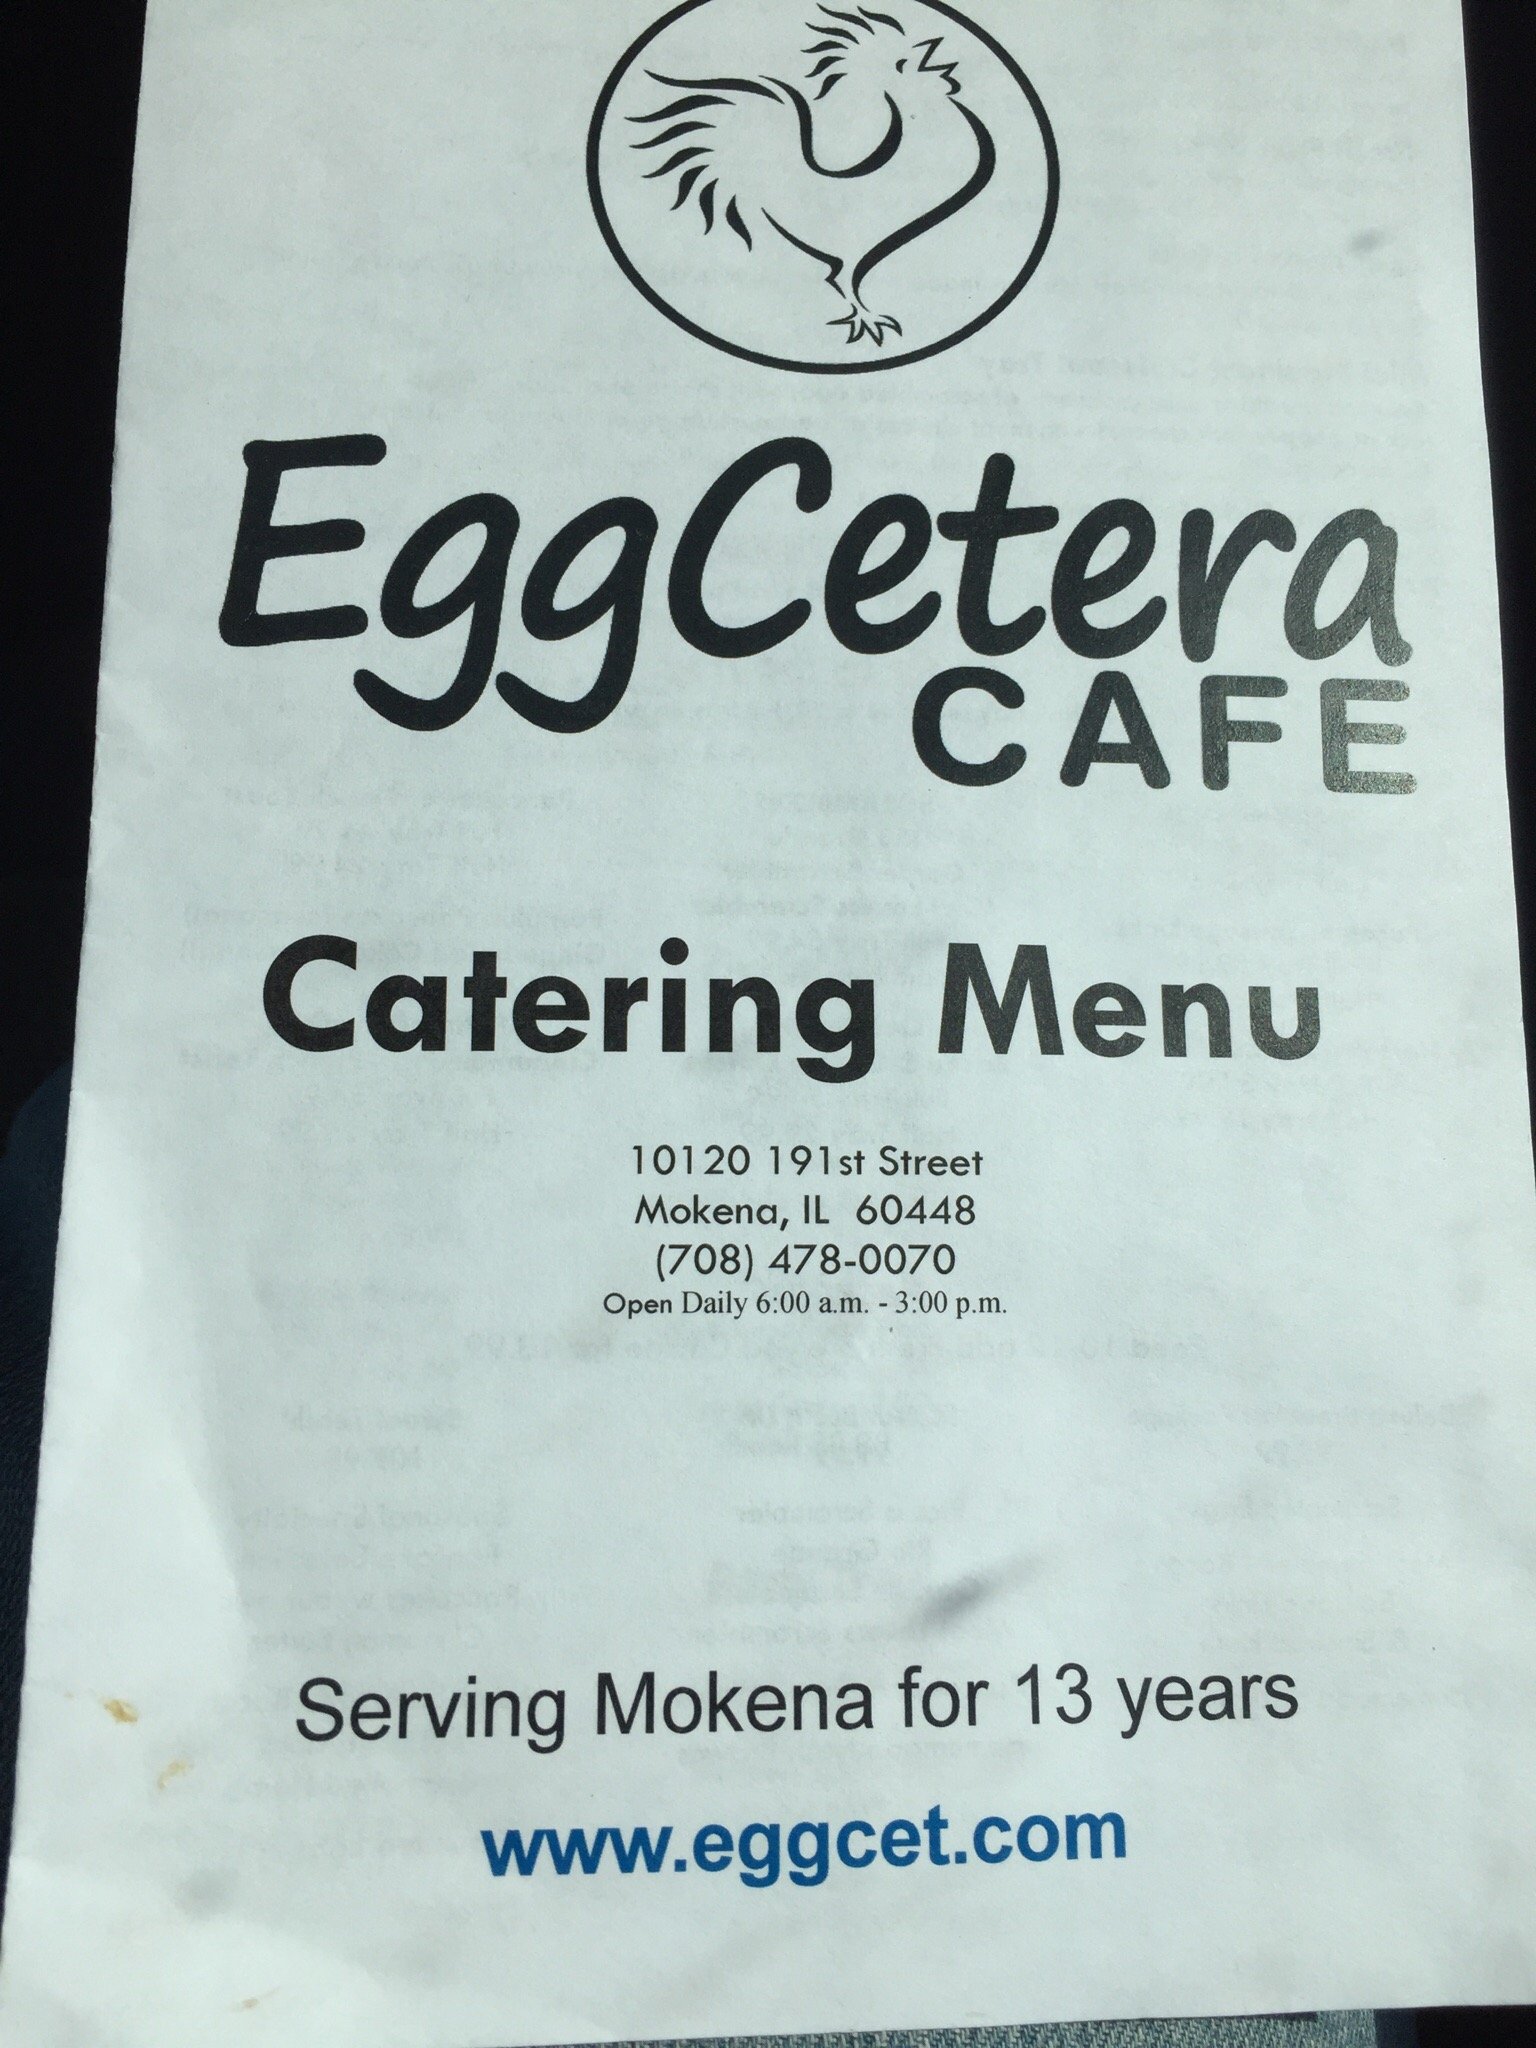 EggCetera
CAFE
Catering Menu
10120 191st Street
Mokena, IL 60448
(708) 478-0070
Open Daily 6:00 a.m. - 3:00 p.m.
Serving Mokena for 13 years
www.eggcet.com